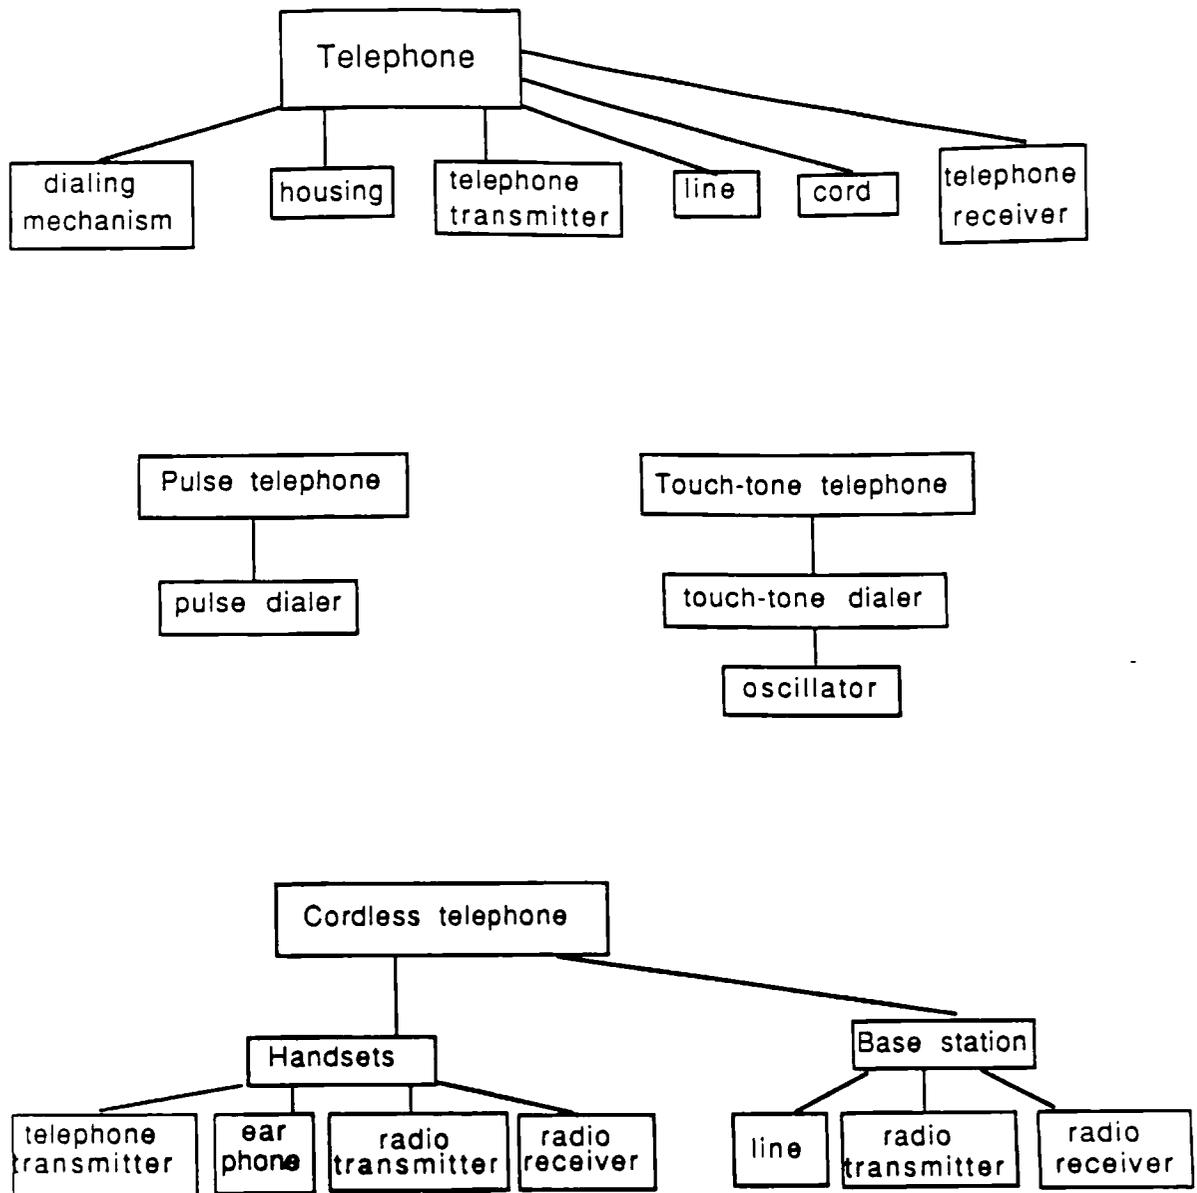 Telephone
dialing
mechanism
housing
telephone
transmitter
line
cord
telephone
receiver
Pulse telephone
pulse dialer
Touch-tone telephone
touch-tone dialer
oscillator
Cordless telephone
Handsets
Base station
telephone
transmitter
ear
phone
radio
transmitter
radio
receiver
line
radio
transmitter
radio
receiver